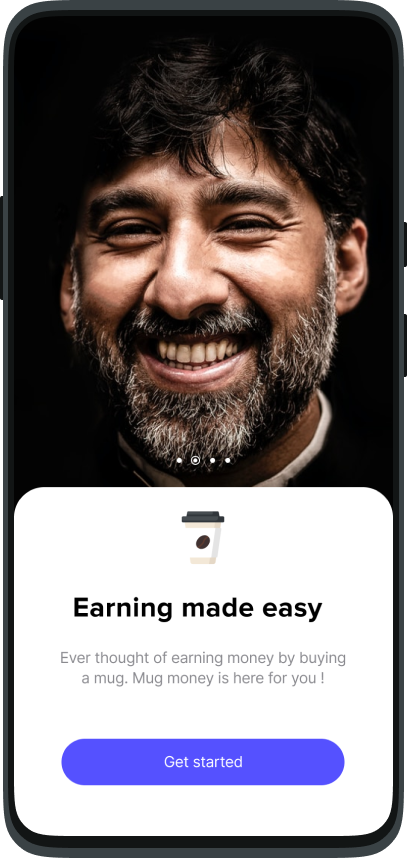 Earning made easy
Ever thought of earning money by buying
a mug. Mug money is here for you !
Get started